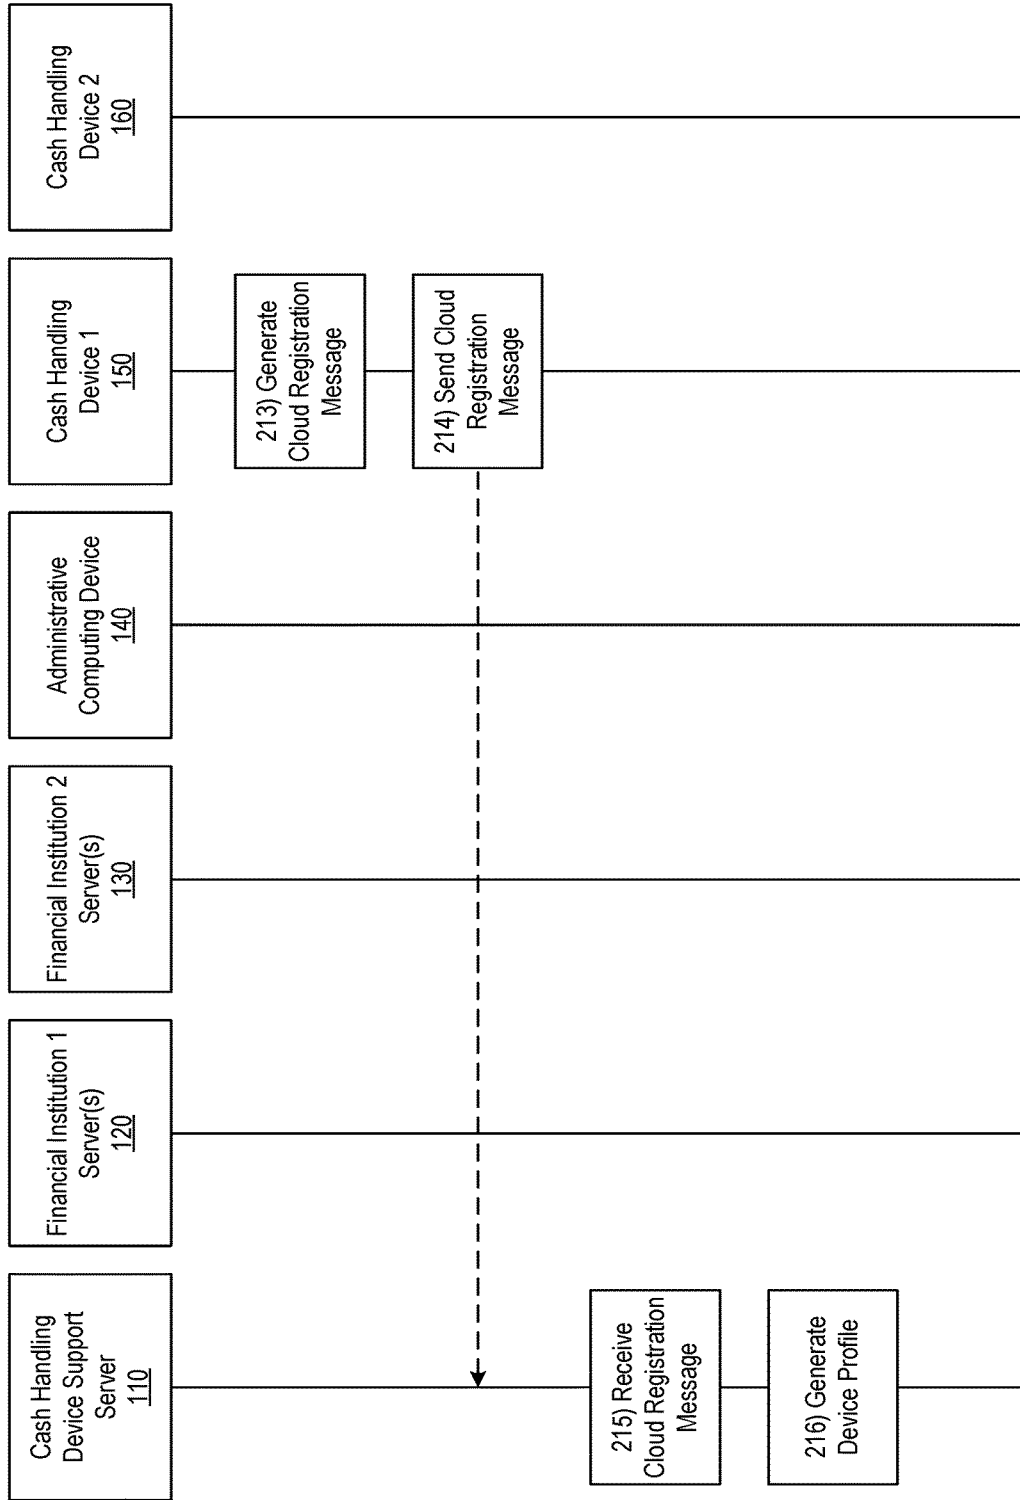 Cash Handling
Device Support
Server
110
Financial Institution 1
Server(s)
120
Financial Institution 2
Server(s)
130
Administrative
Computing Device
140
Cash Handling
Device 1
150
Cash Handling
Device 2
160
213) Generate
Cloud Registration
Message
214) Send Cloud
Registration
Message
215) Receive
Cloud Registration
Message
216) Generate
Device Profile